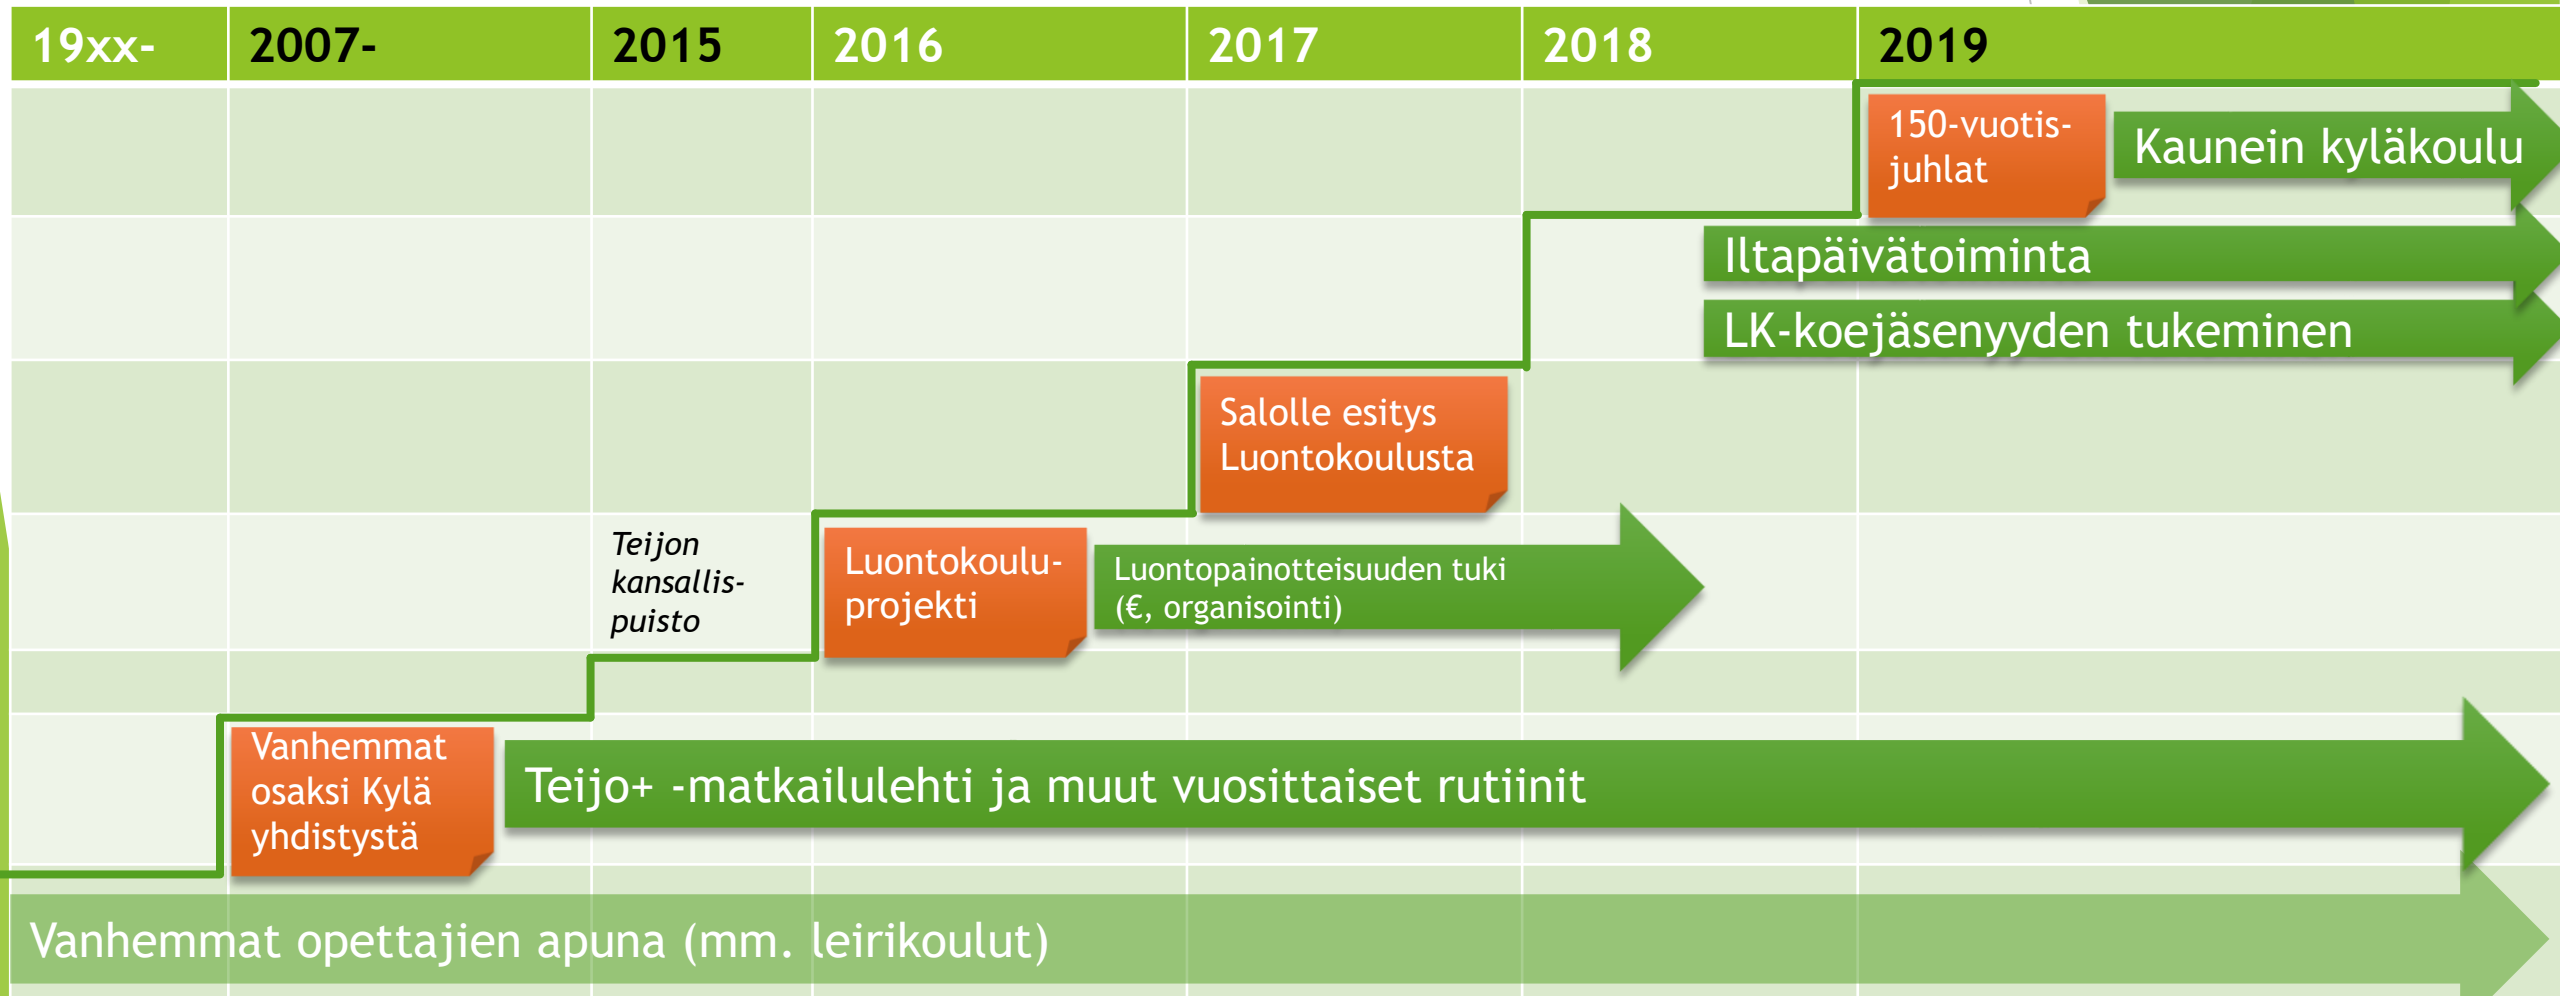 19xx-
2007-
2015
2016
2017
2018
2019
150-vuotis-
juhlat
Kaunein kyläkoulu
Iltapäivätoiminta
LK-koejäsenyyden tukeminen
Salolle esitys
Luontokoulusta
Teijon
kansallis-
puisto
Luontokoulu-
projekti
Luontopainotteisuuden tuki
(€, organisointi)
Vanhemmat
osaksi Kylä
yhdistystä
Teijo+ -matkailulehti ja muut vuosittaiset rutiinit
Vanhemmat opettajien apuna (mm. leirikoulut)